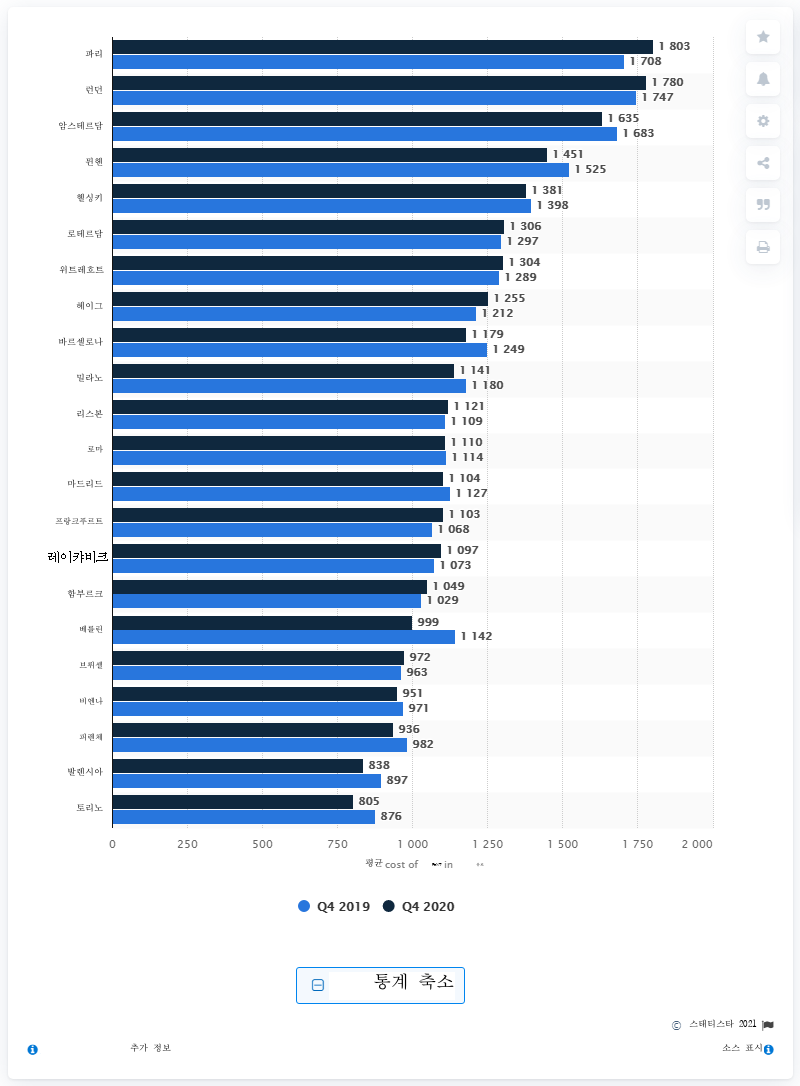 파리 1 803
1 708
런던 1 780
1 747
암스테르담 1 635
1 683
뮌헨 1 451
1 525
헬싱키 1 381
1 398
로테르담 1 306
1 297
위트레흐트 1 304
1 289
헤이그 1 255
1 212
바르셀로나 1 179
1 249
밀라노 1 141
1 180
리스본 1 121
1 109
로마 1 110
1 114
마드리드 1 104
1 127
프랑크푸르트 1 103
1 068
레이캬비크 1 097
1 073
함부르크 1 049
1 029
베를린 999
1 142
브뤼셀 972
963
비엔나 951
971
피렌체 936
982
발렌시아 838
897
토리노 805
876
0 250 500 750 1 000 1 250 1 500 1 750 2 000
평균 cost of in
Q4 2019 Q4 2020
통계 축소
© 스태티스타 2021
추가 정보 소스 표시